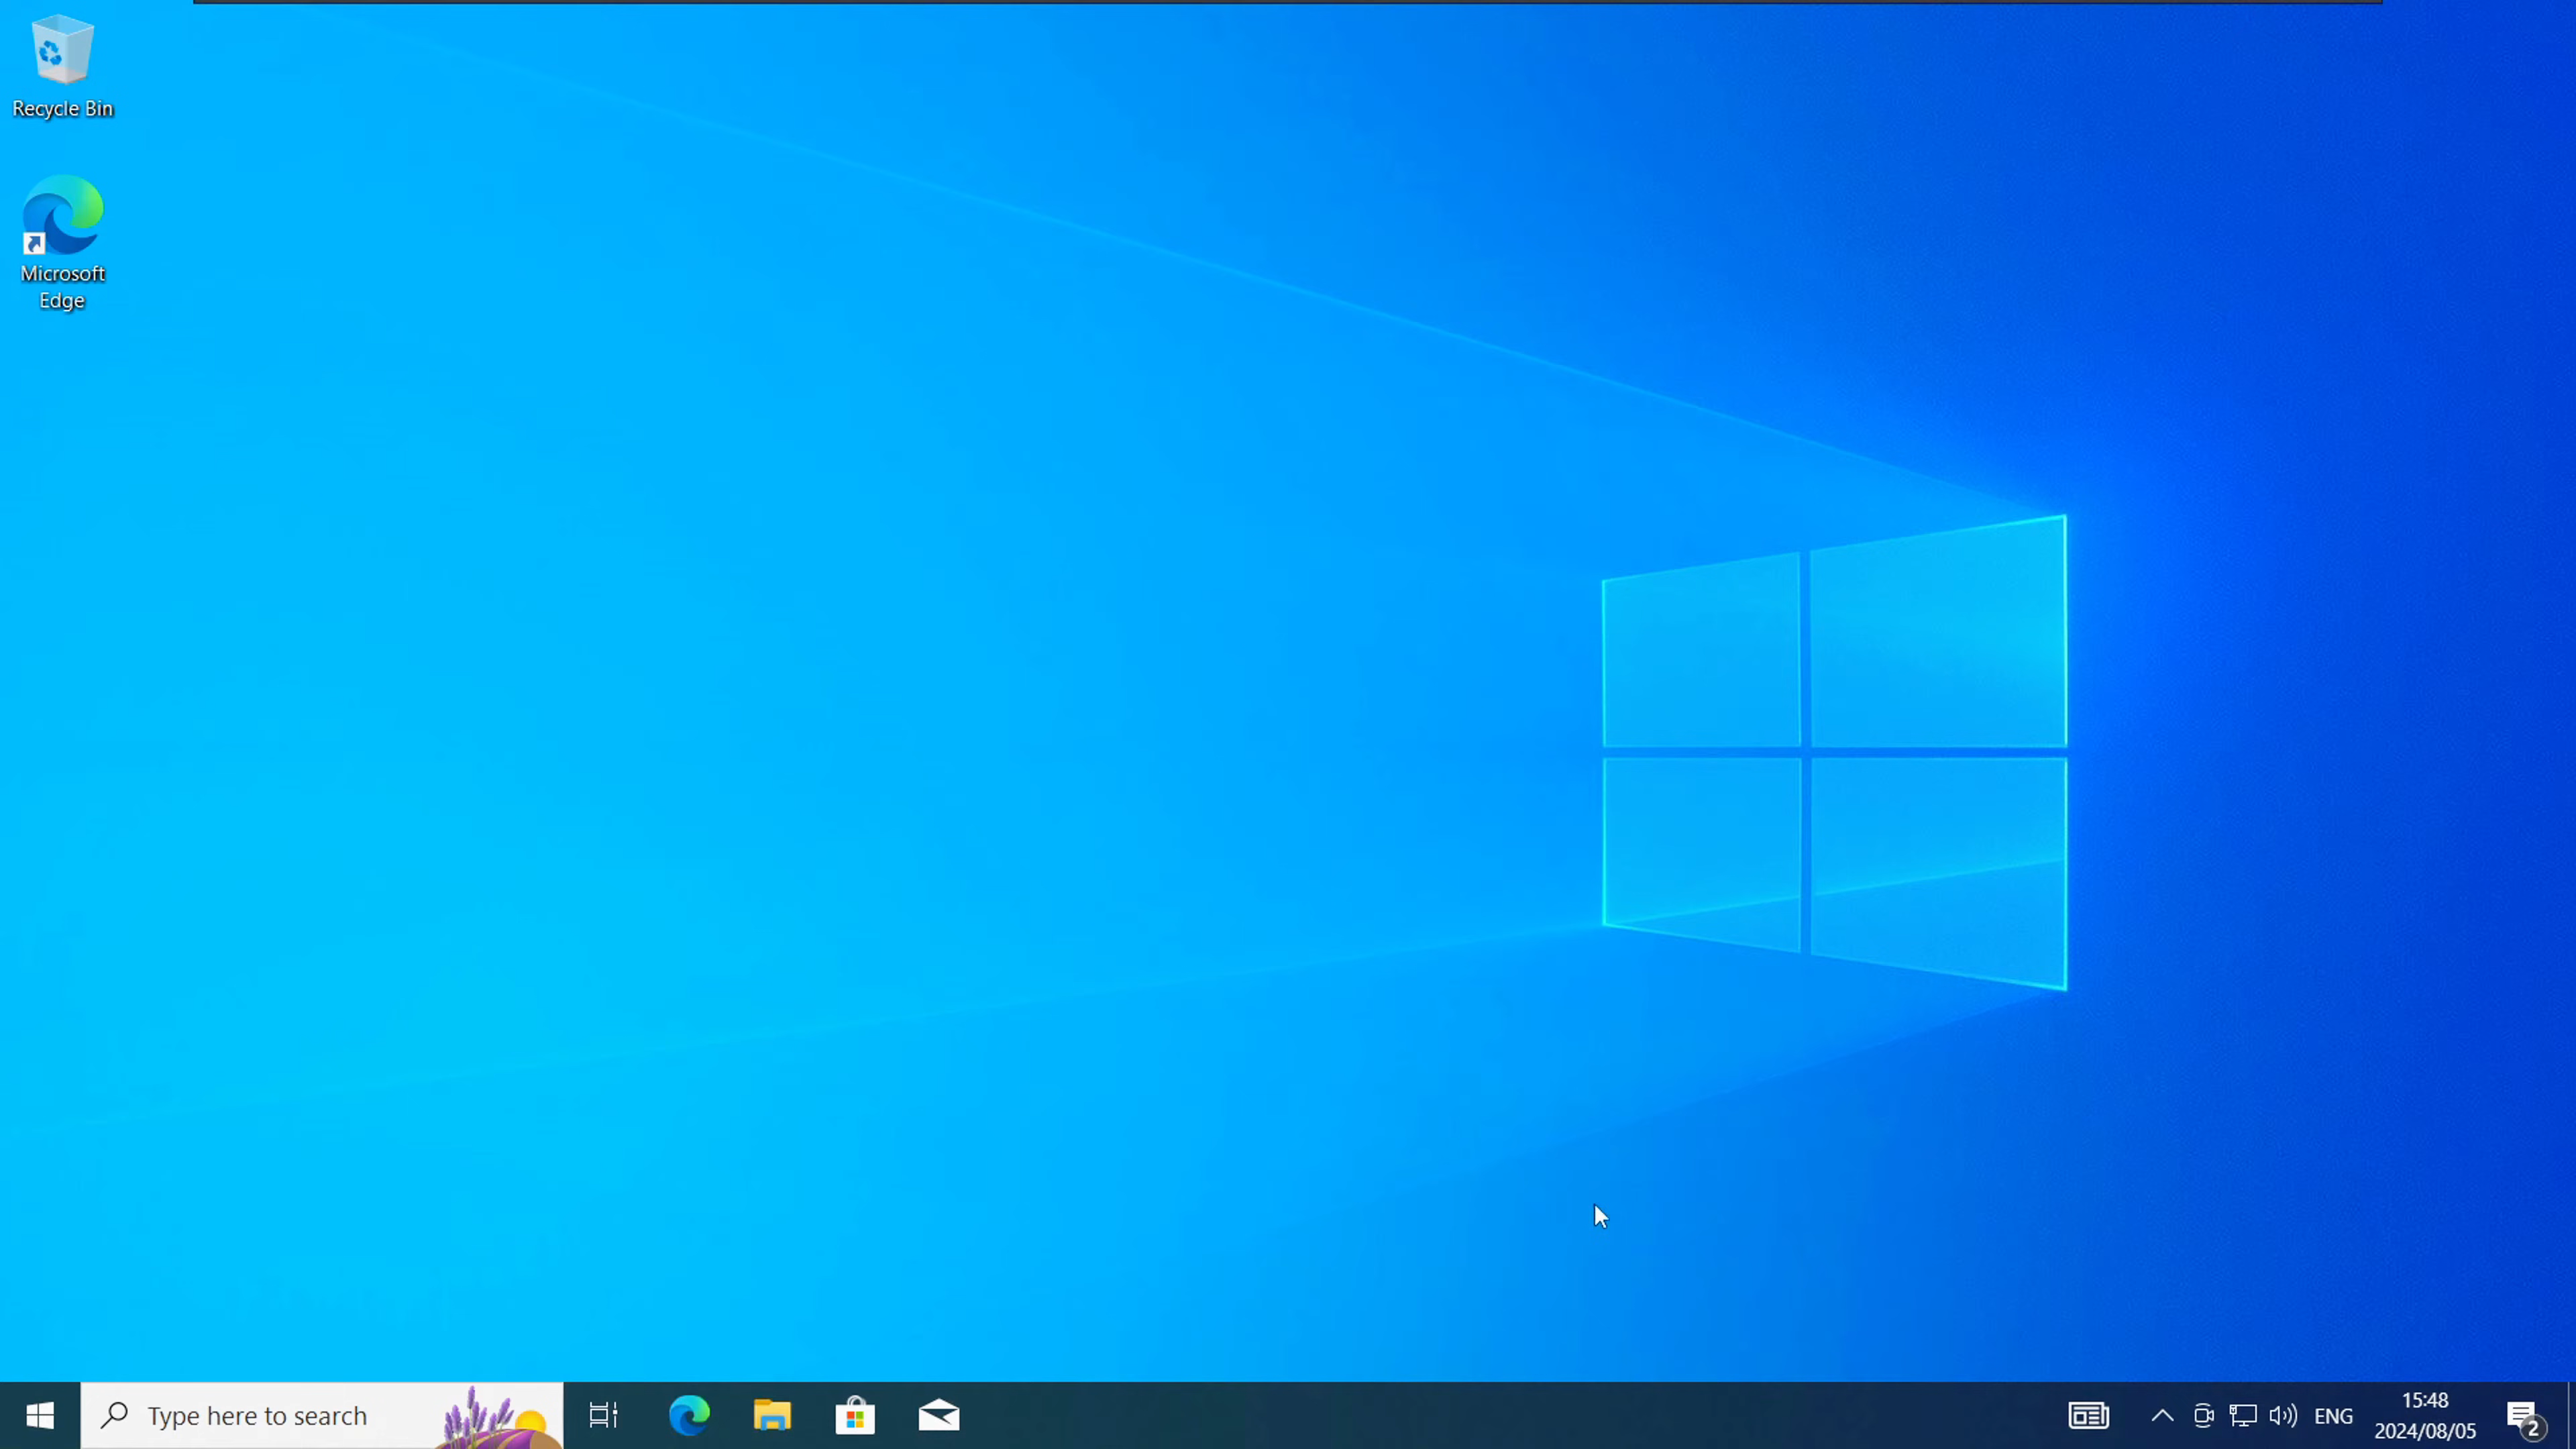 Recycle Bin
Microsoft
Edge
Type here to search
ENG
15:48
2024/08/05
2